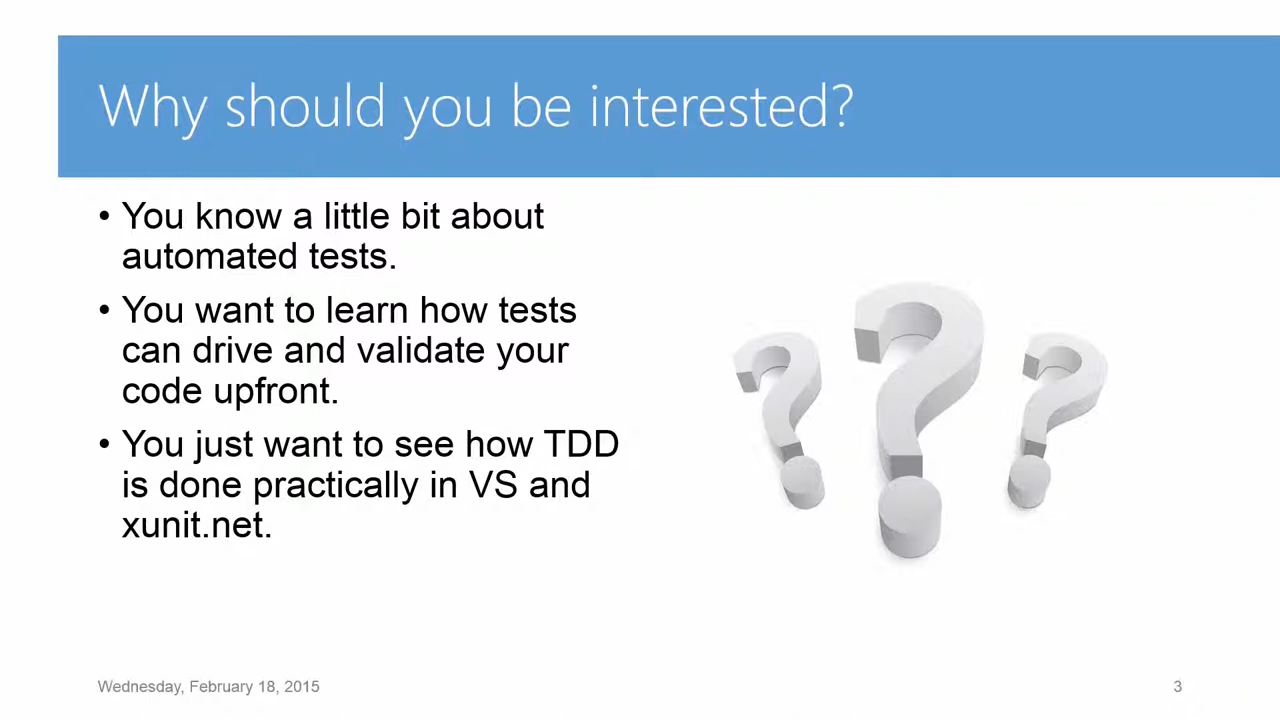 Why should you be interested?
• You know a little bit about
automated tests.
• You want to learn how tests
can drive and validate your
code upfront.
• You just want to see how TDD
is done practically in VS and
xunit.net.
Wednesday, February 18, 2015
3